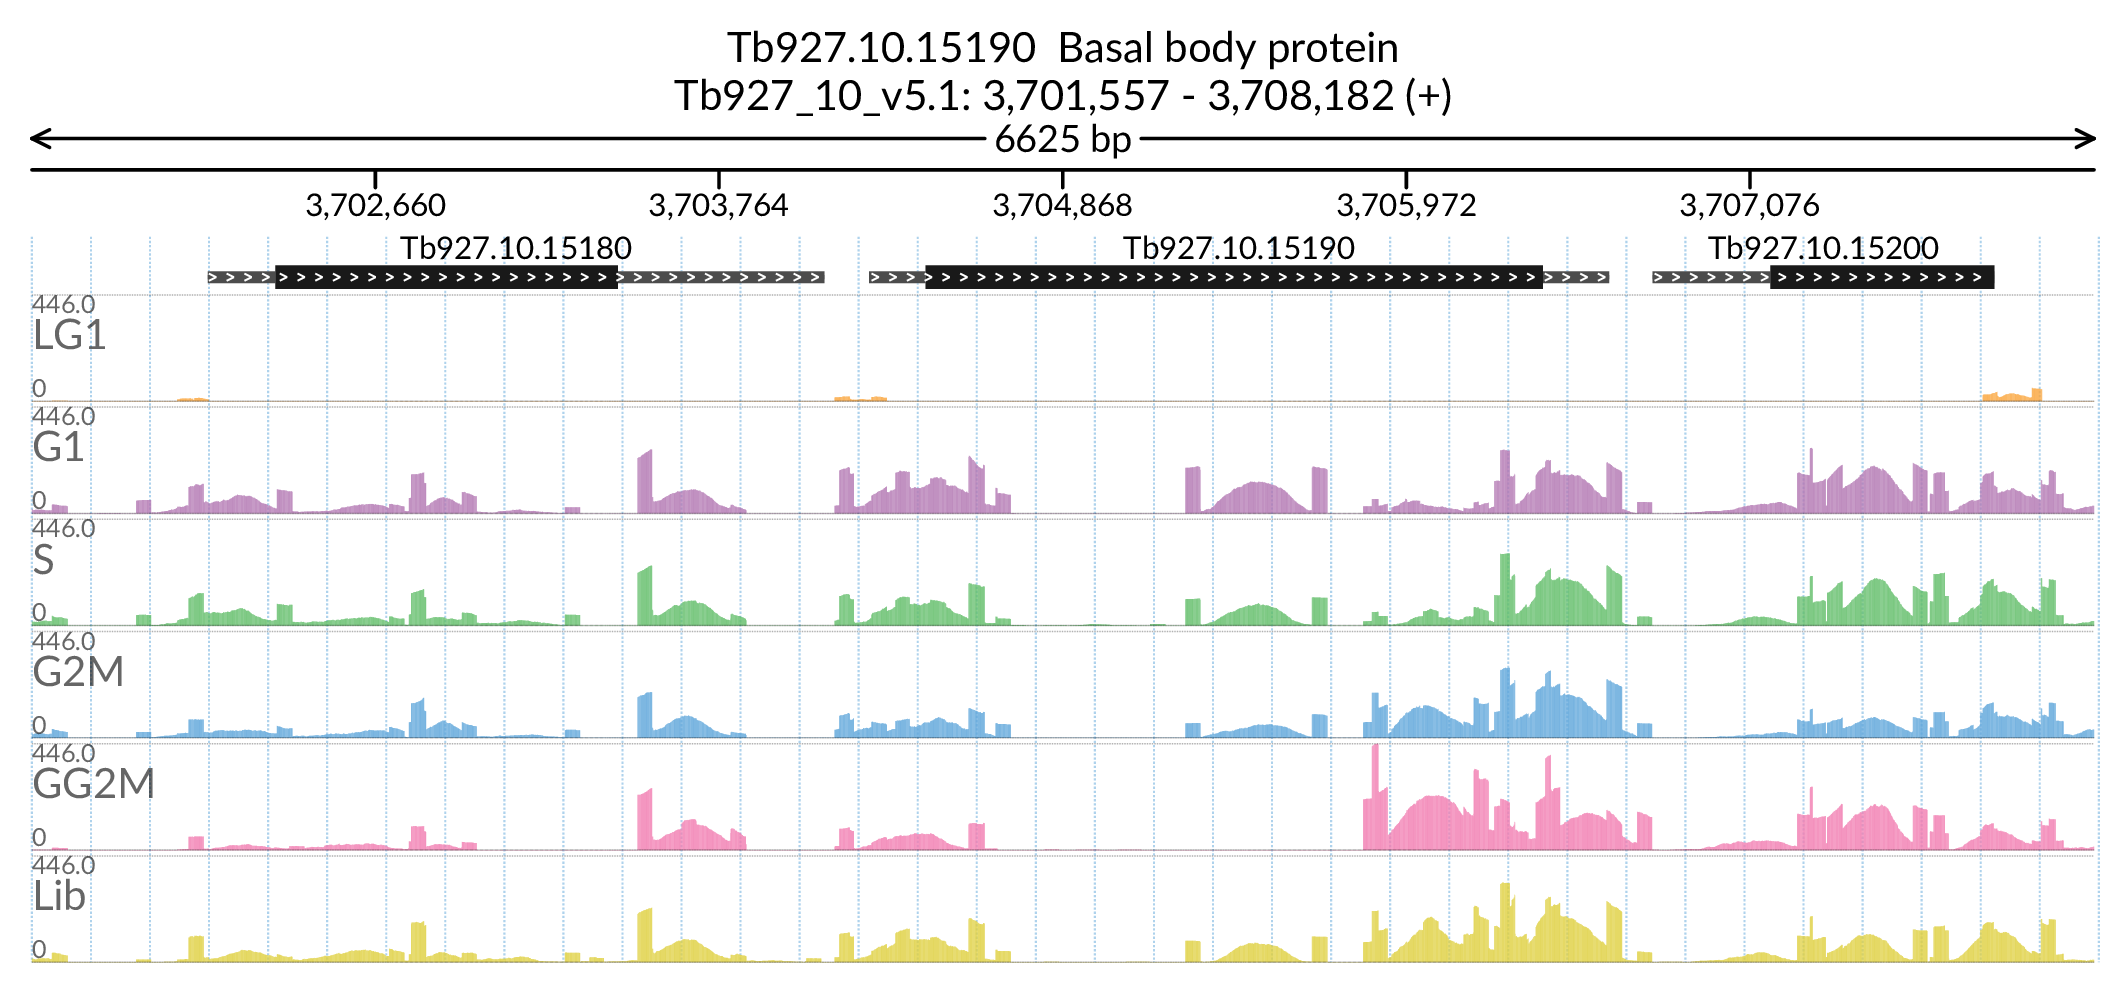 Tb927.10.15190  Basal body protein
Tb927_10_v5.1: 3,701,557 - 3,708,182 (+)
6625 bp
3,702,660 3,703,764 3,704,868 3,705,972 3,707,076
Tb927.10.15180 Tb927.10.15190 Tb927.10.15200
446.0
LG1
0
446.0
G1
0
446.0
S
0
446.0
G2M
0
446.0
GG2M
0
446.0
Lib
0